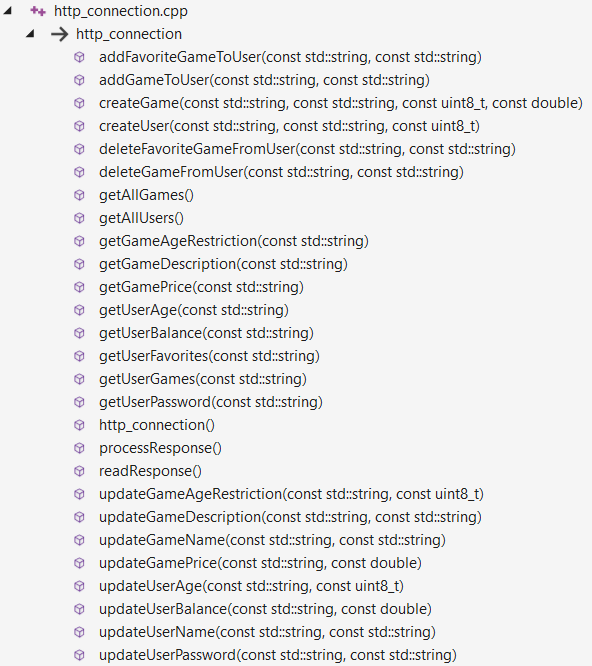 http_connection.cpp
http_connection
addFavoriteGameToUser(const std::string, const std::string)
addGameToUser(const std::string, const std::string)
createGame(const std::string, const std::string, const uint8_t, const double)
createUser(const std::string, const std::string, const uint8_t)
deleteFavoriteGameFromUser(const std::string, const std::string)
deleteGameFromUser(const std::string, const std::string)
getAllGames()
getAllUsers()
getGameAgeRestriction(const std::string)
getGameDescription(const std::string)
getGamePrice(const std::string)
getUserAge(const std::string)
getUserBalance(const std::string)
getUserFavorites(const std::string)
getUserGames(const std::string)
getUserPassword(const std::string)
http_connection()
processResponse()
readResponse()
updateGameAgeRestriction(const std::string, const uint8_t)
updateGameDescription(const std::string, const std::string)
updateGameName(const std::string, const std::string)
updateGamePrice(const std::string, const double)
updateUserAge(const std::string, const uint8_t)
updateUserBalance(const std::string, const double)
updateUserName(const std::string, const std::string)
updateUserPassword(const std::string, const std::string)